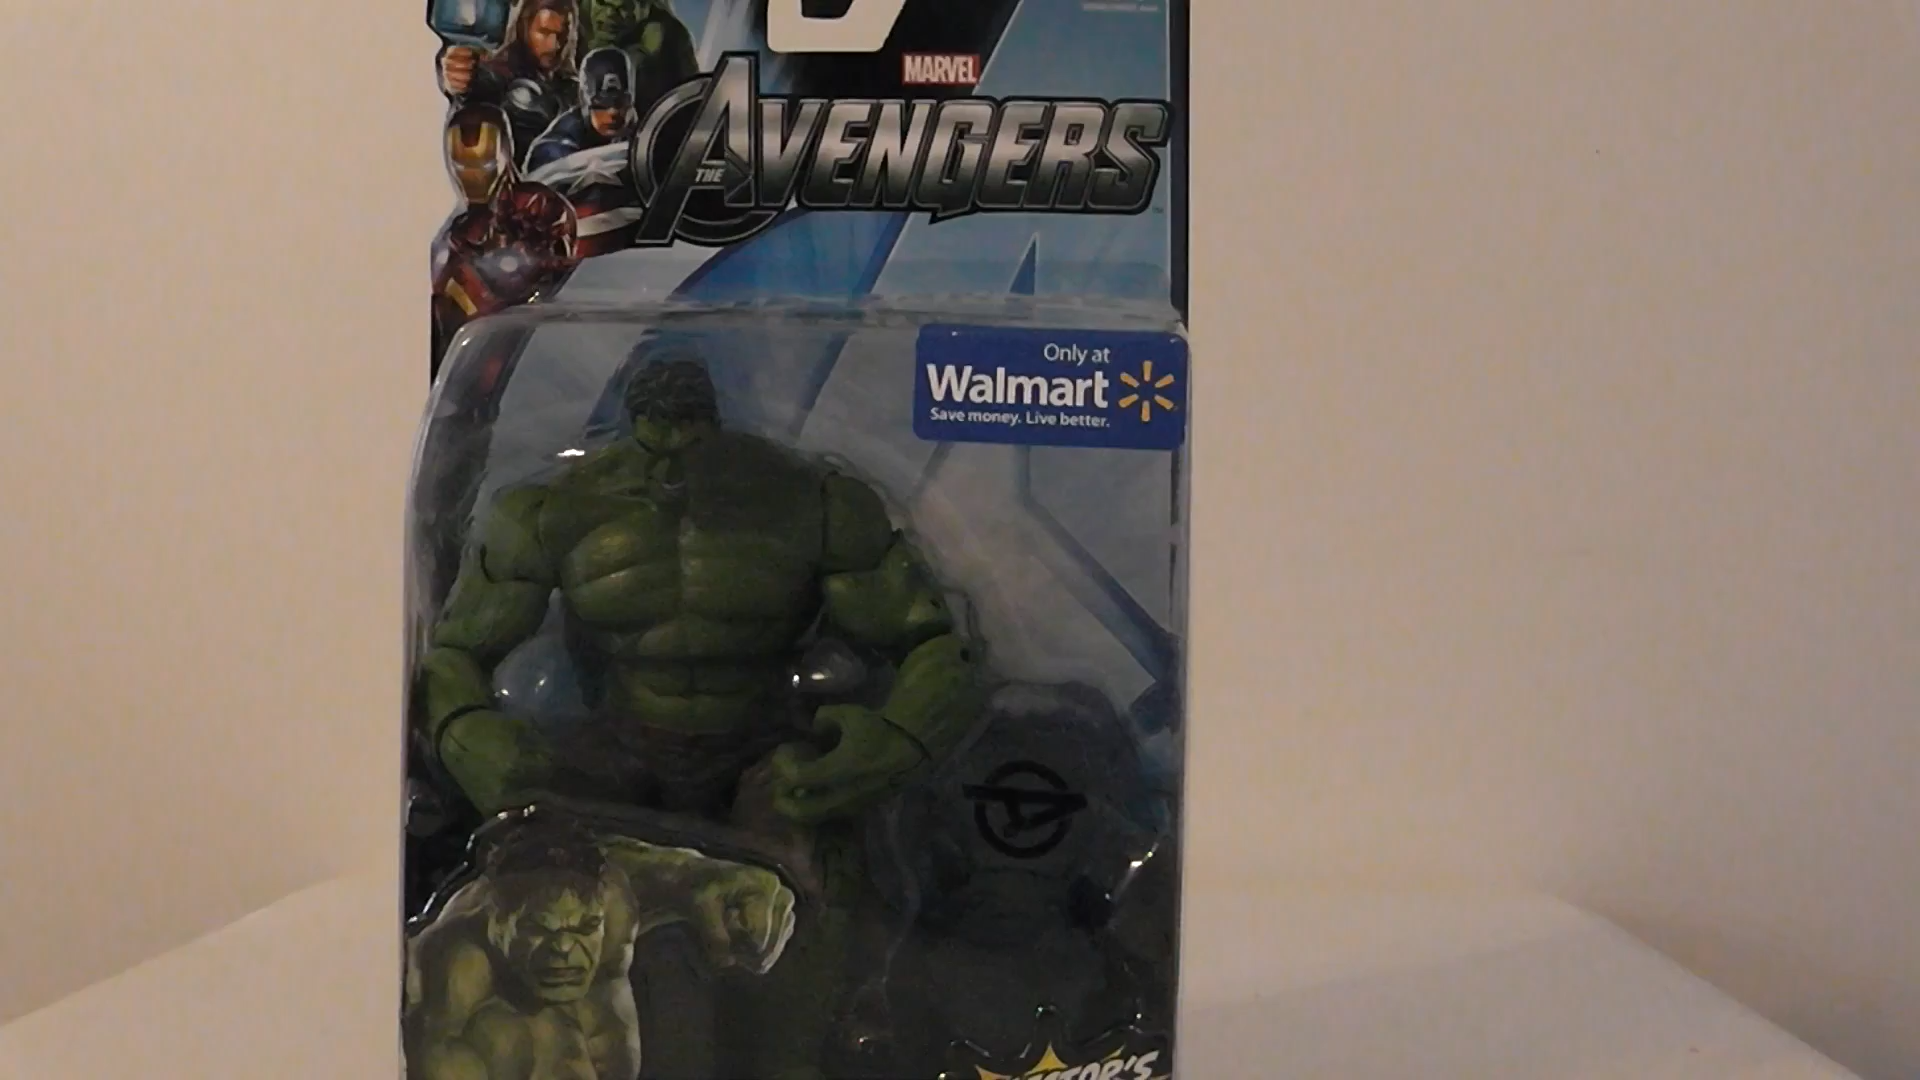 MARVEL
THE AVENGERS
Only at
Walmart
Save money. Live better.